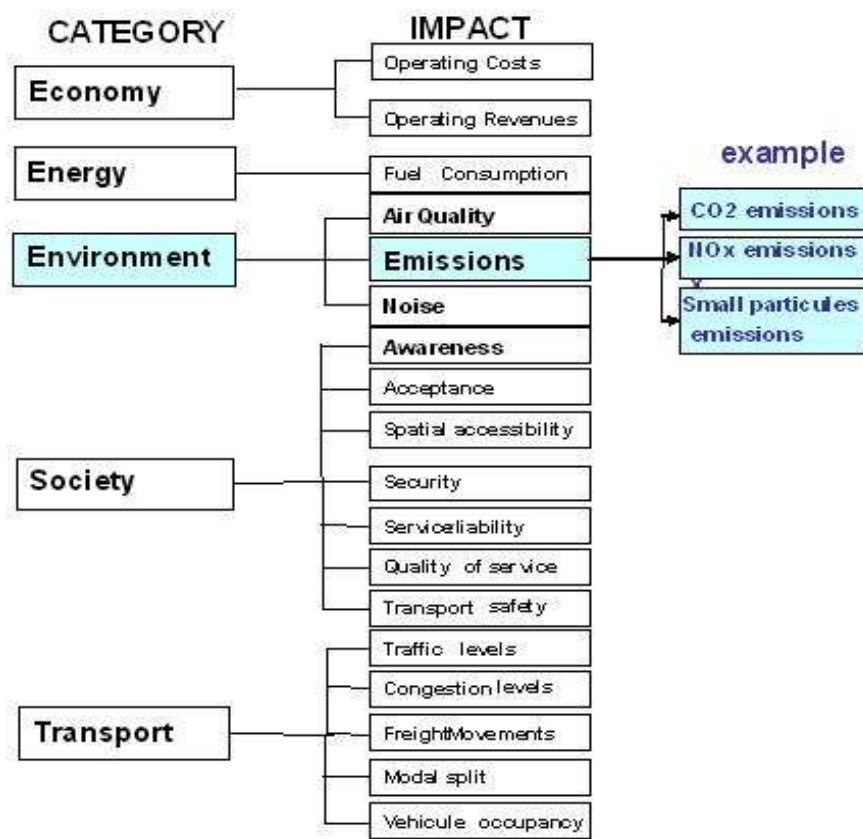 CATEGORY
IMPACT
Economy
Operating Costs
Operating Revenues
example
Energy
Fuel Consumption
Environment
Air Quality
Emissions
Noise
CO2 emissions
NOx emissions
x
Small particules
emissions
Society
Awareness
Acceptance
Spatial accessibility
Security
Serviceliability
Quality of service
Transport safety
Transport
Traffic levels
Congestion levels
FreightMovements
Modal split
Vehicule occupancy